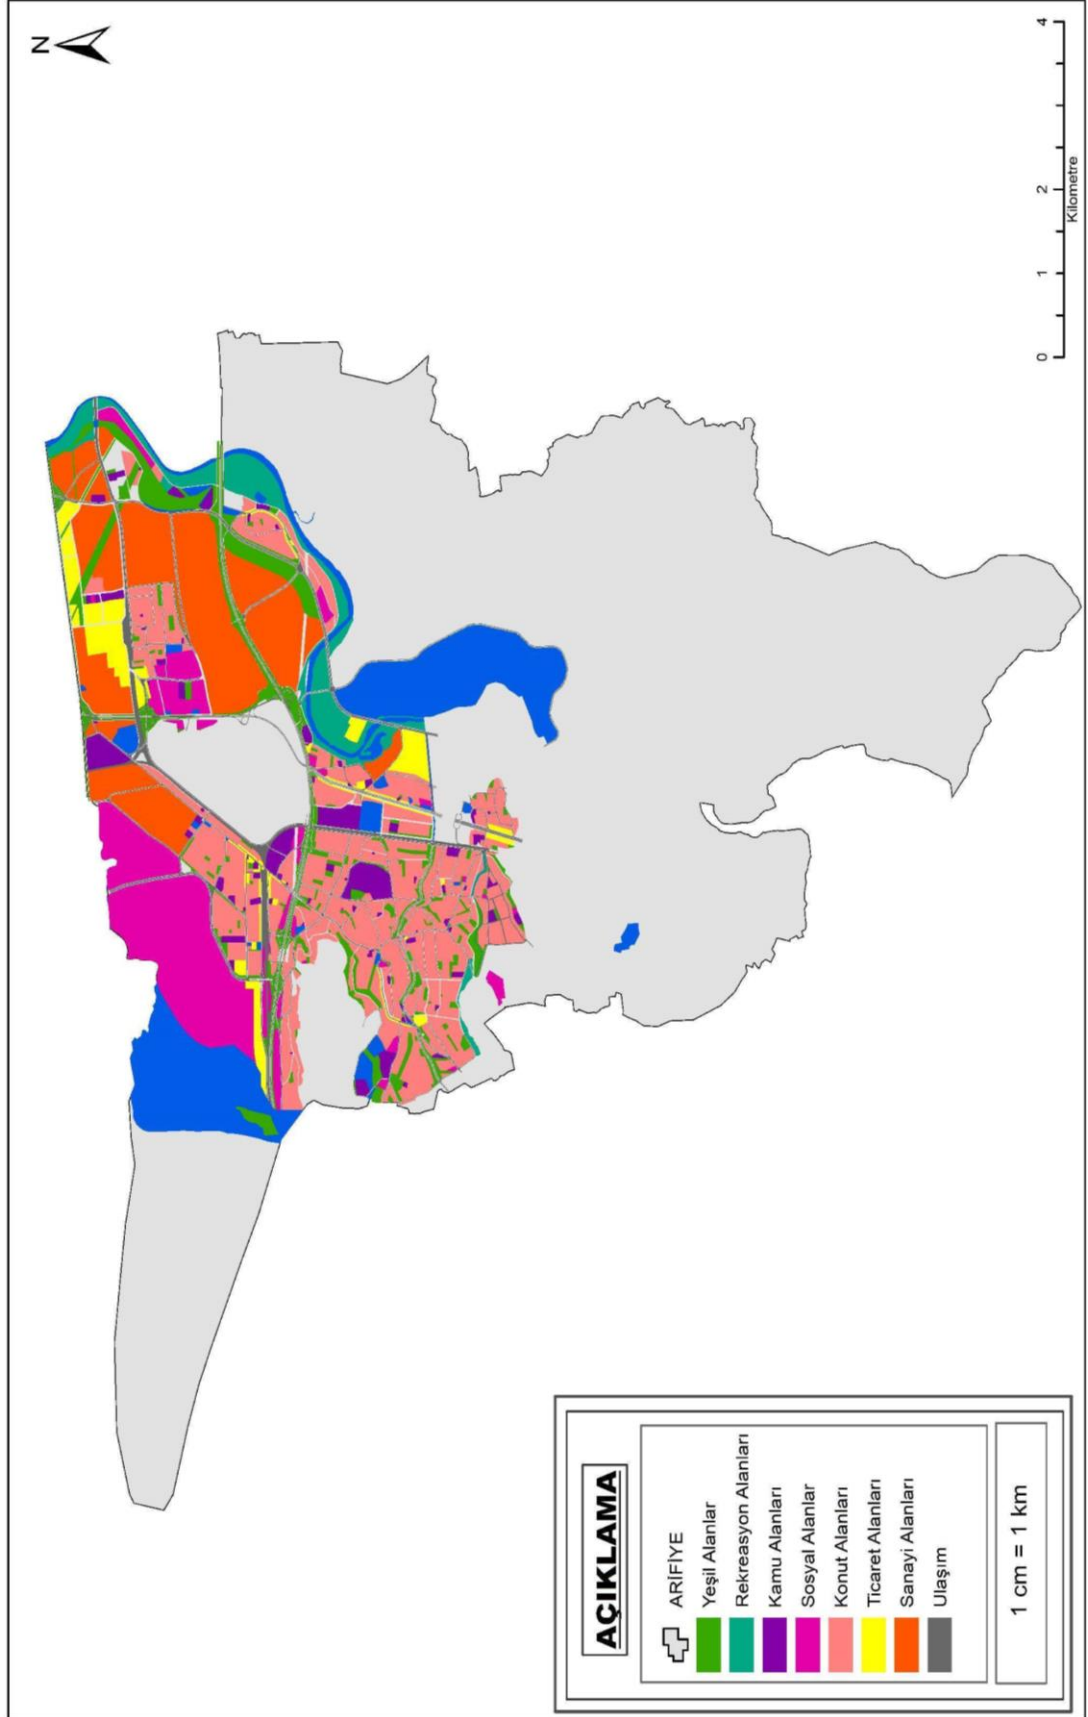 N
AÇIKLAMA
ARİFİYE
Yeşil Alanlar
Rekreasyon Alanları
Kamu Alanları
Sosyal Alanlar
Konut Alanları
Ticaret Alanları
Sanayi Alanları
Ulaşım
1 cm = 1 km
0 1 2 4
Kilometre